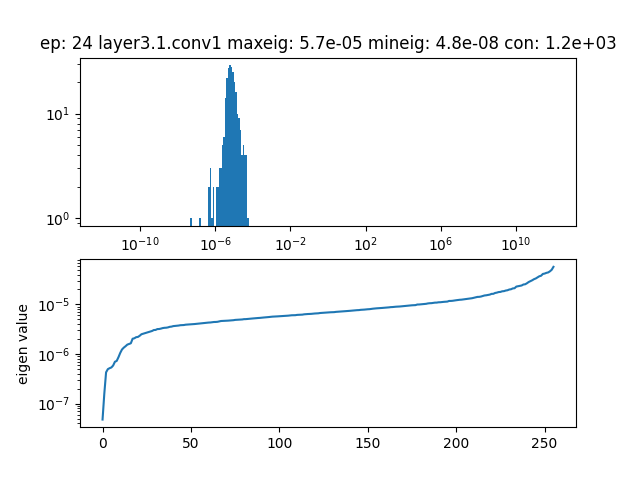 ep: 24 layer3.1.conv1 maxeig: 5.7e-05 mineig: 4.8e-08 con: 1.2e+03
10¹
10⁰
10⁻¹⁰ 10⁻⁶ 10⁻² 10² 10⁶ 10¹⁰
eigen value
10⁻⁵
10⁻⁶
10⁻⁷
0 50 100 150 200 250